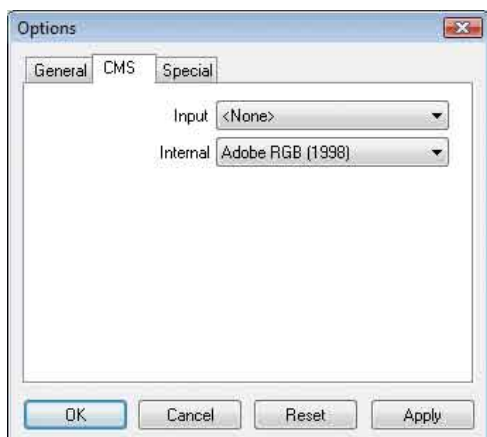 Options
General CMS Special
Input <None>
Internal Adobe RGB (1998)
OK Cancel Reset Apply